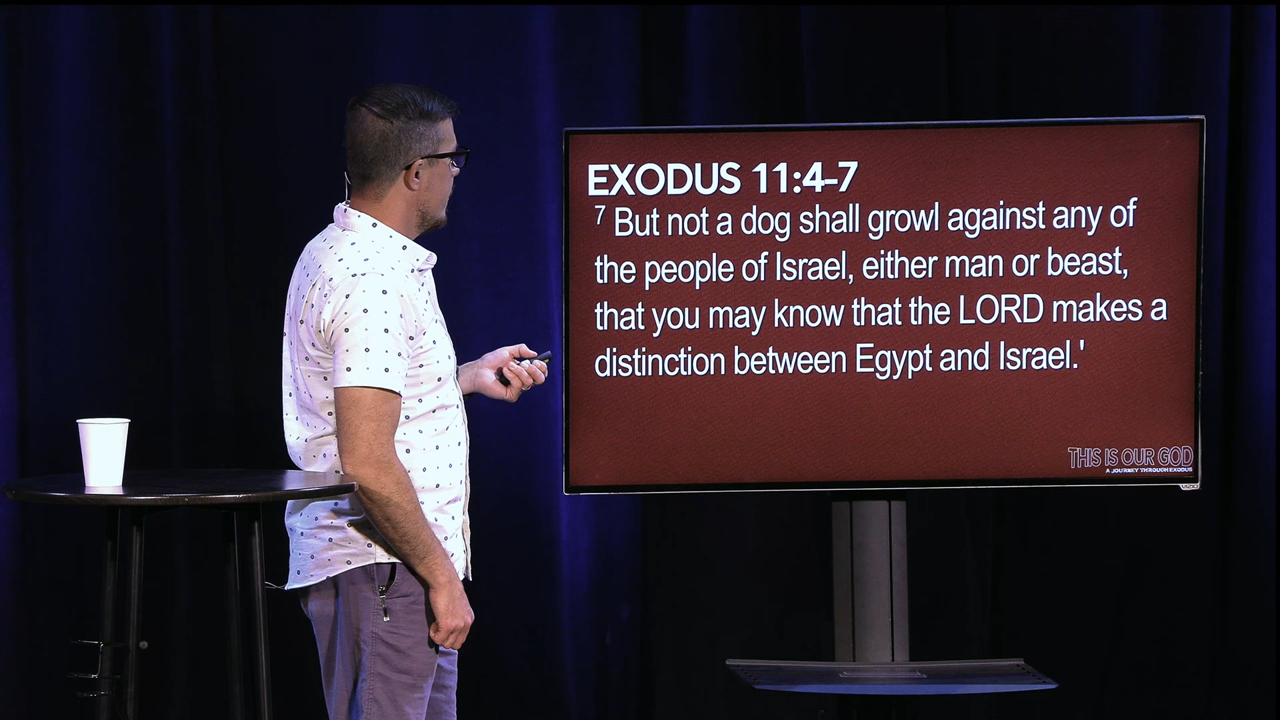 EXODUS 11:4-7
7 But not a dog shall growl against any of
the people of Israel, either man or beast,
that you may know that the LORD makes a
distinction between Egypt and Israel.'
THIS IS OUR GOD
A JOURNEY THROUGH EXODUS
VIZIO